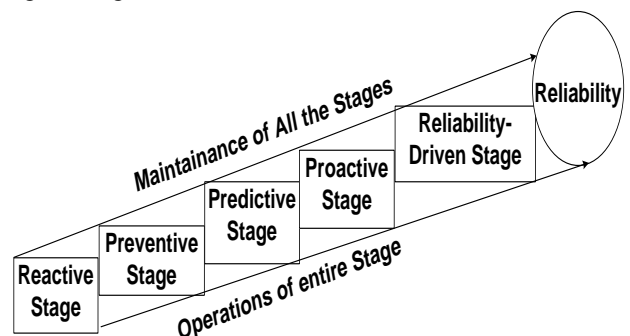 Maintainance of All the Stages
Reliability
Reliability-
Driven Stage
Proactive
Stage
Predictive
Stage
Preventive
Stage
Reactive
Stage
Operations of entire Stage